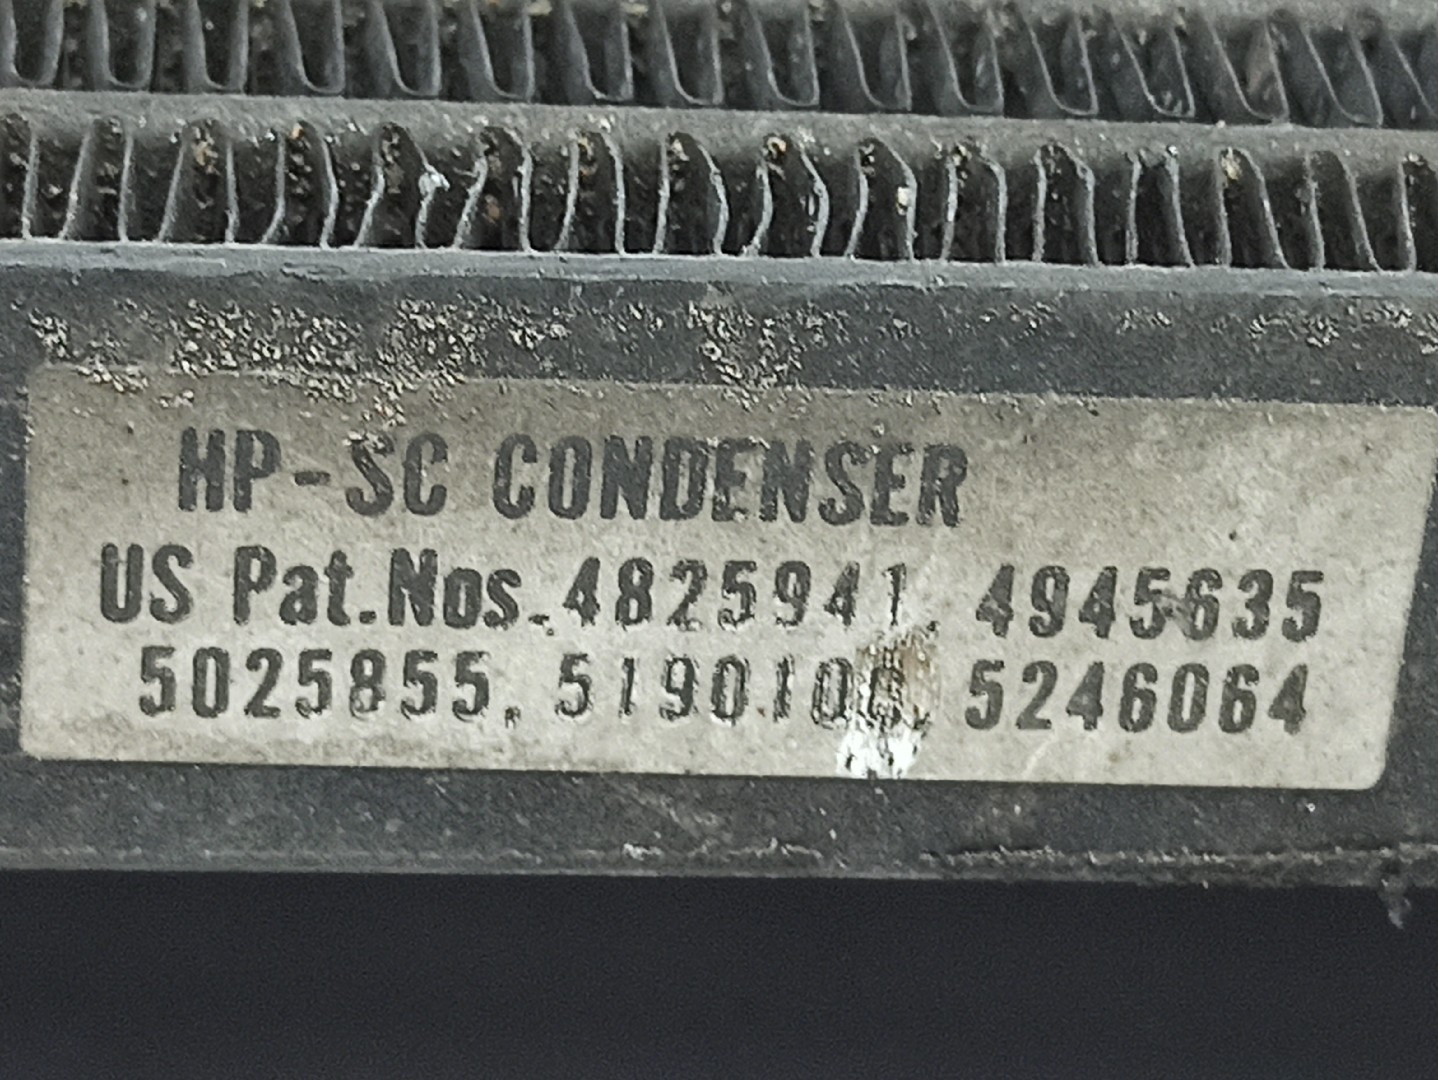 HP-SC CONDENSER
US Pat.Nos.4825941, 4945635
5025855, 5190100, 5246064